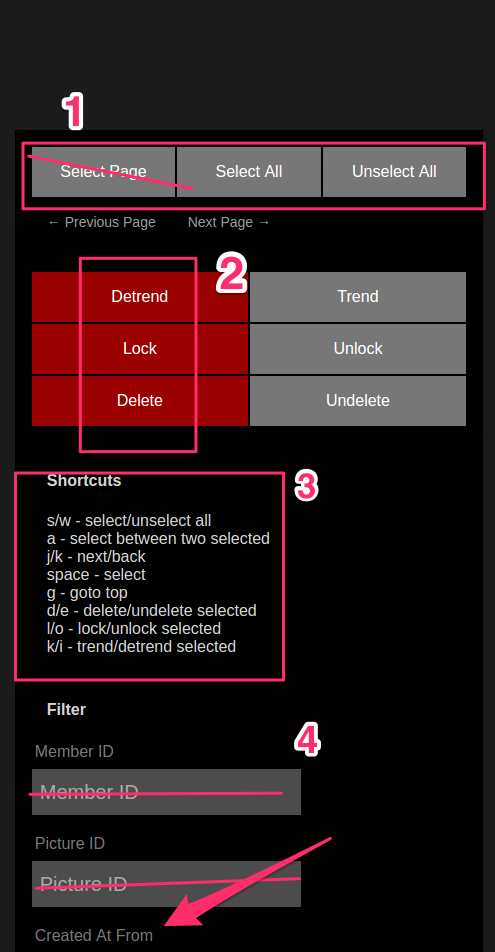 1
Select Page Select All Unselect All
← Previous Page Next Page →
2
Detrend Trend
Lock Unlock
Delete Undelete
3
Shortcuts
s/w - select/unselect all
a - select between two selected
j/k - next/back
space - select
g - goto top
d/e - delete/undelete selected
l/o - lock/unlock selected
k/i - trend/detrend selected
Filter
4
Member ID
Member ID
Picture ID
Picture ID
Created At From